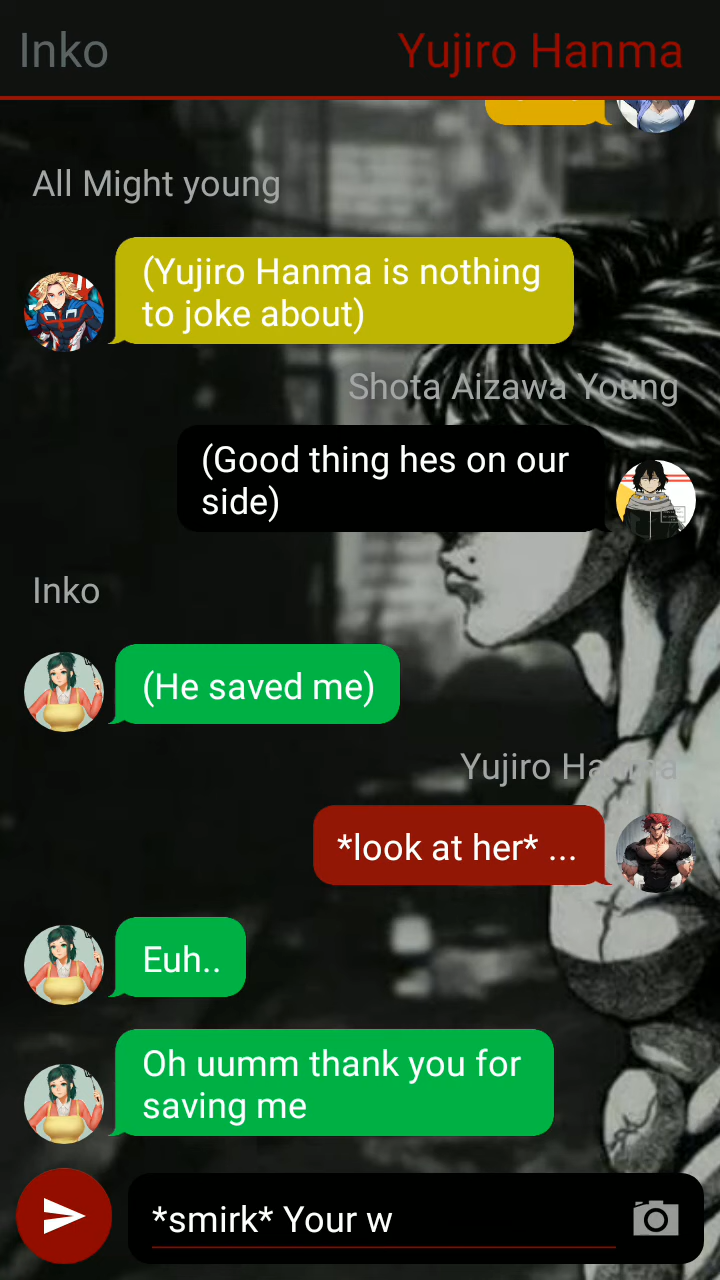 Inko
Yujiro Hanma
All Might young
(Yujiro Hanma is nothing
to joke about)
Shota Aizawa Young
(Good thing hes on our
side)
Inko
(He saved me)
Yujiro Hanma
*look at her* ...
Euh..
Oh uumm thank you for
saving me
*smirk* Your w